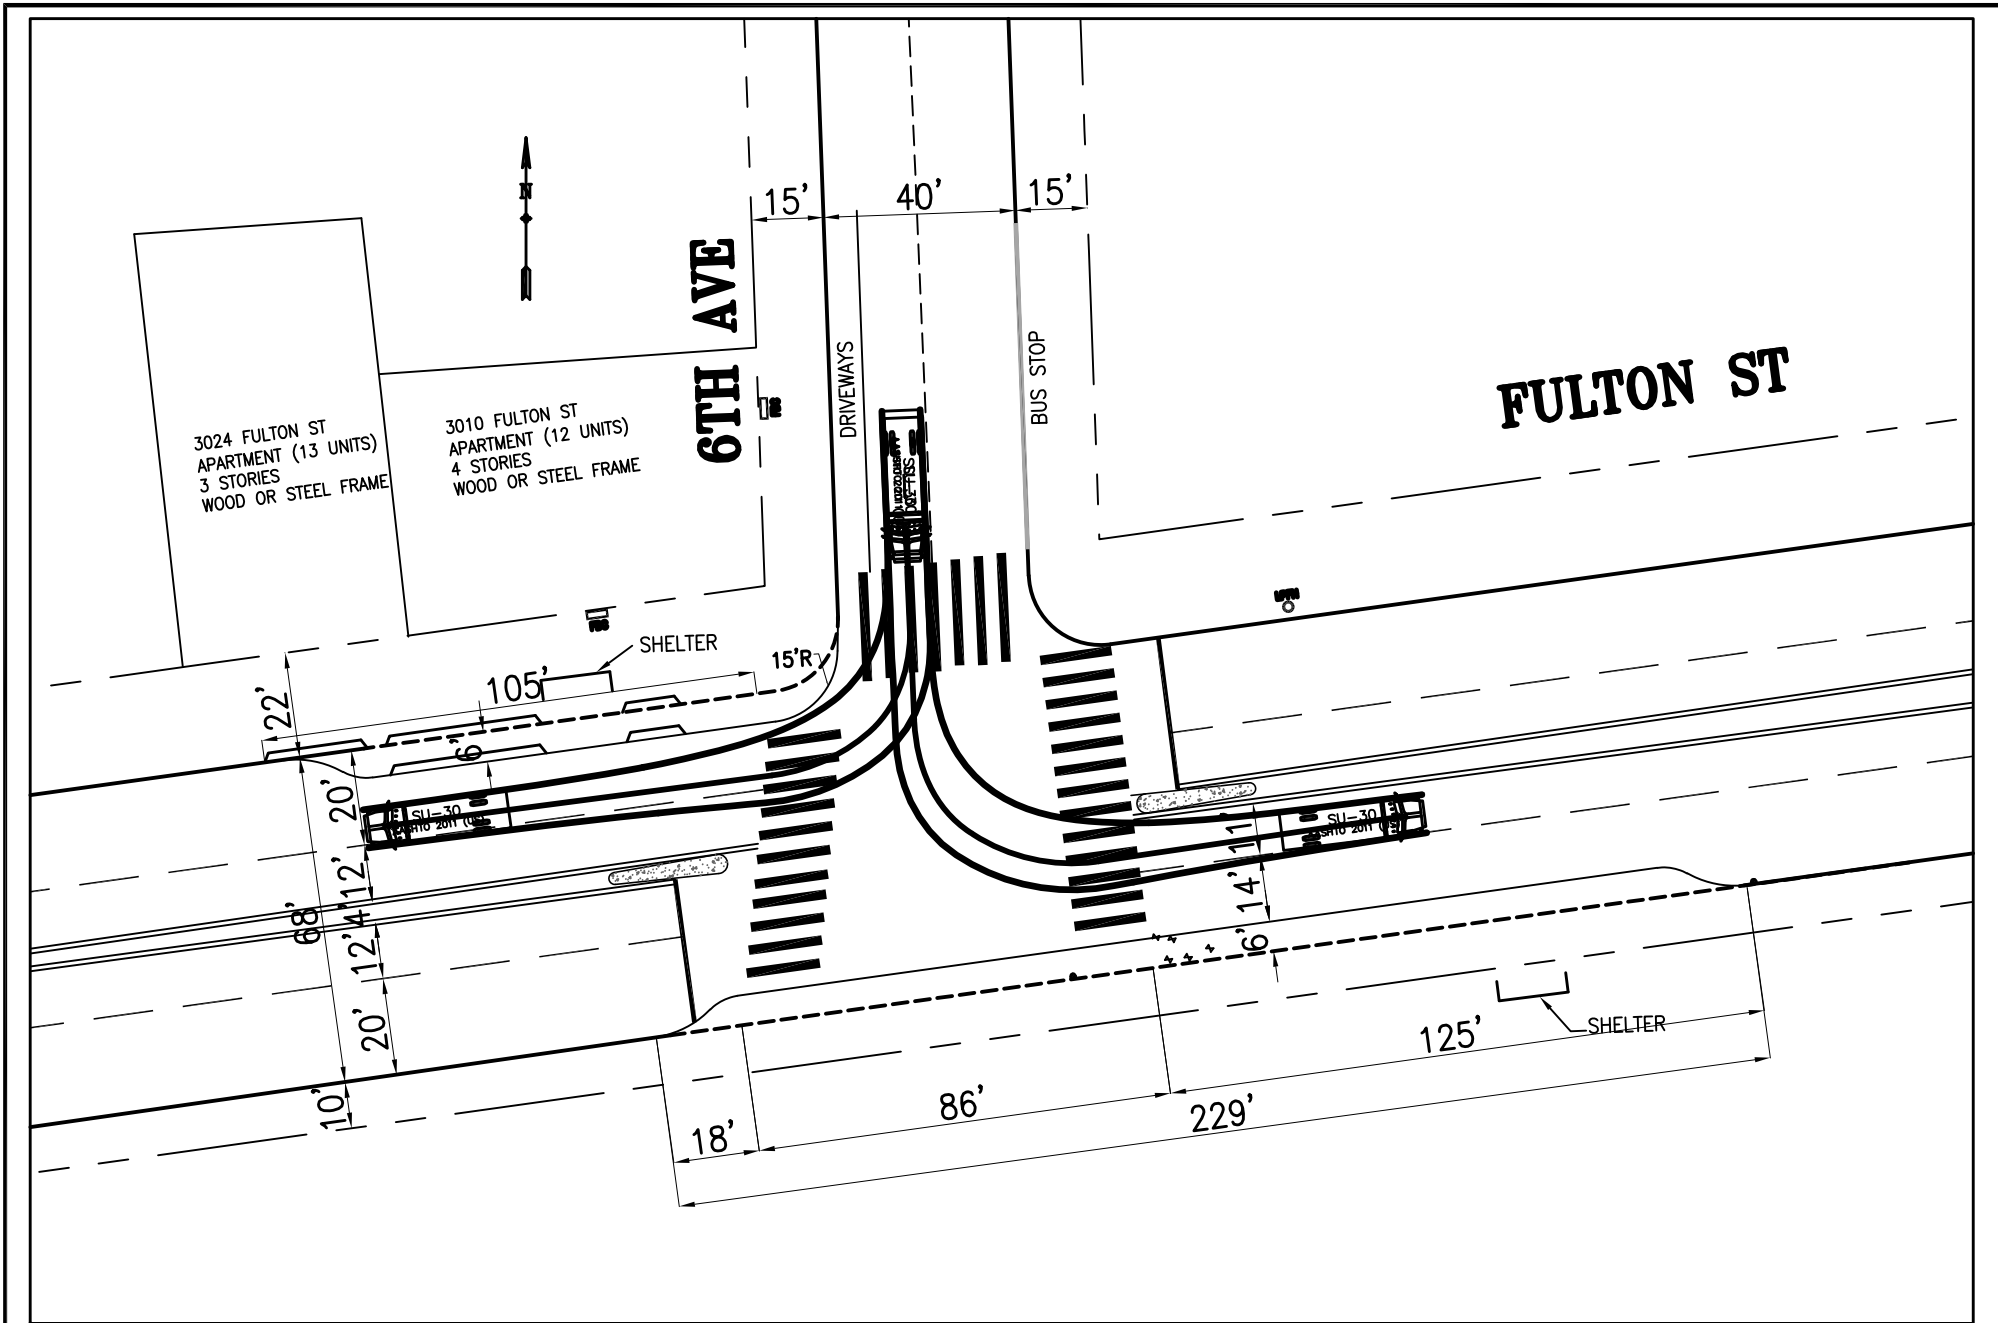 N
15'
40'
15'
6TH AVE
DRIVEWAYS
BUS STOP
FULTON ST
3024 FULTON ST
APARTMENT (13 UNITS)
3 STORIES
WOOD OR STEEL FRAME
3010 FULTON ST
APARTMENT (12 UNITS)
4 STORIES
WOOD OR STEEL FRAME
SHELTER
15'R
105'
22'
6'
20'
SU-30
12'
68'
4'
12'
20'
10'
SU-30
11'
14'
6'
SHELTER
125'
86'
229'
18'